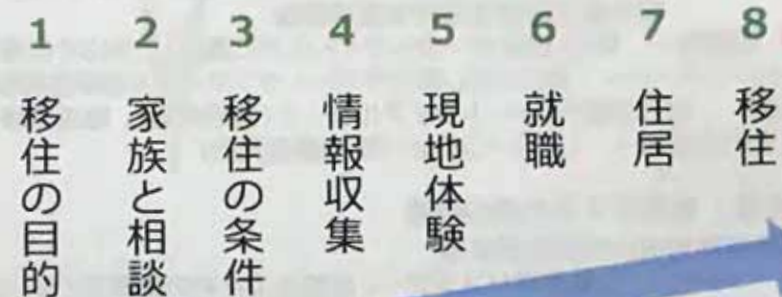 1 移住の目的
2 家族と相談
3 移住の条件
4 情報収集
5 現地体験
6 就職
7 住居
8 移住